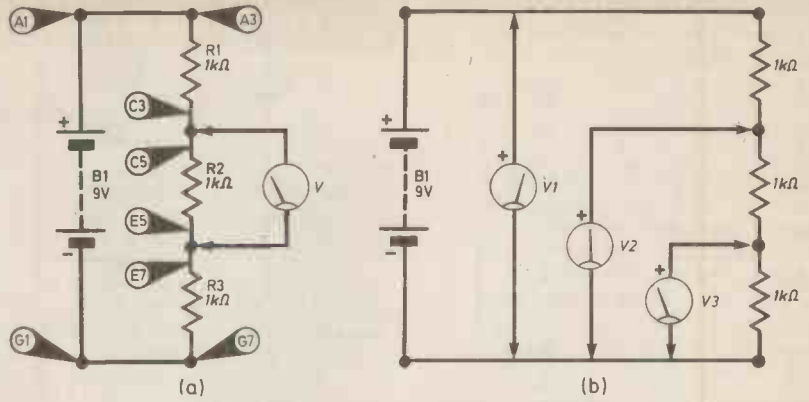 A1
A3
R1
1kΩ
C3
+
C5
B1
9V
R2
1kΩ
V
E5
-
E7
R3
1kΩ
G1
G7
(a)
+
B1
9V
-
+
V1
+
V2
+
V3
1kΩ
1kΩ
1kΩ
(b)